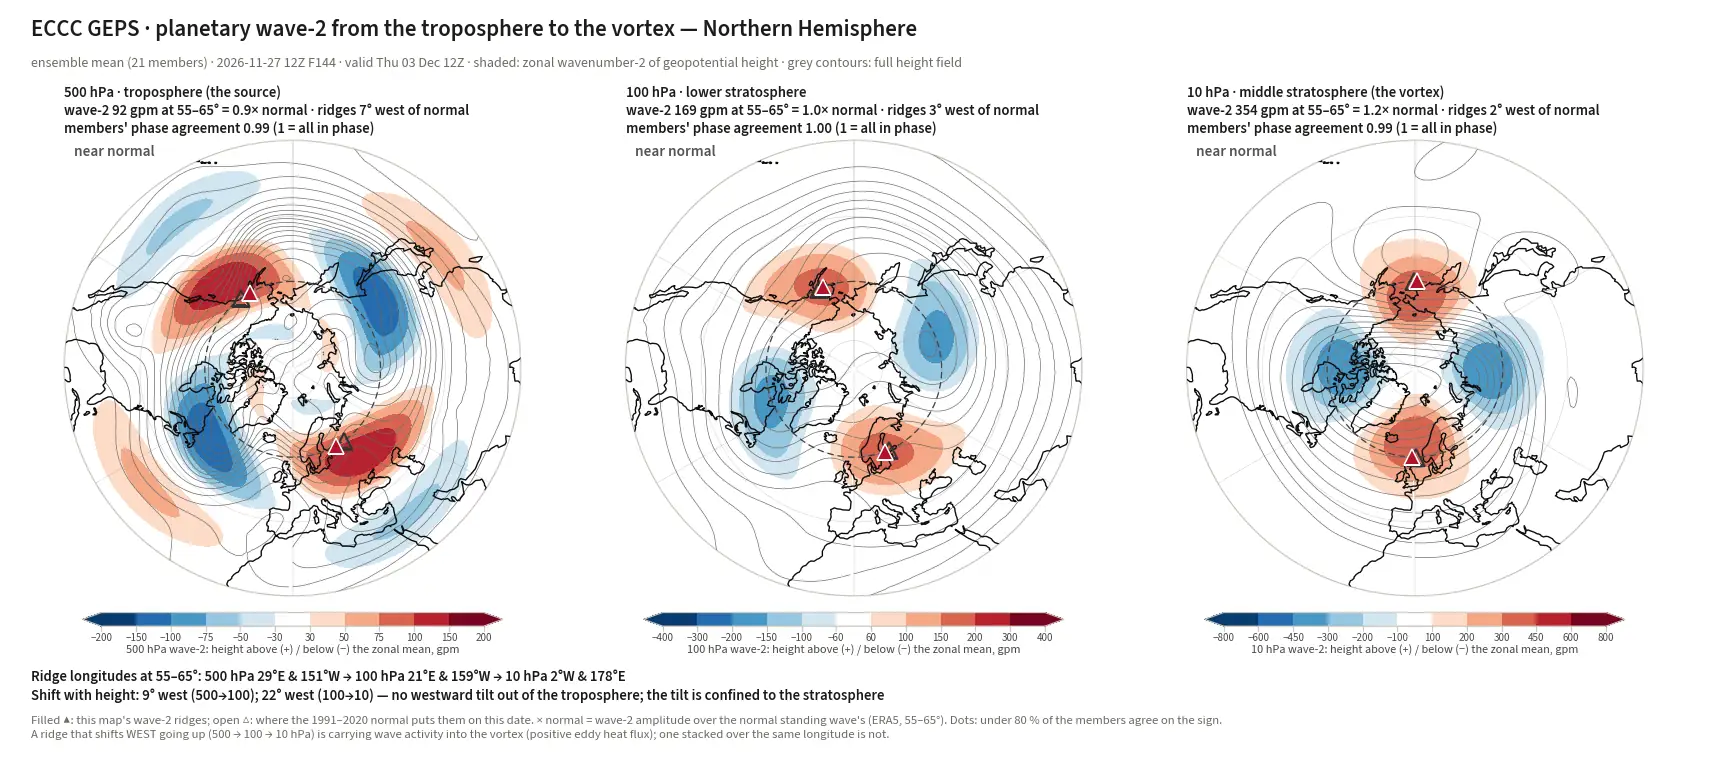 ECCC GEPS · planetary wave-2 from the troposphere to the vortex — Northern Hemisphere
ensemble mean (21 members) · 2026-11-27 12Z F144 · valid Thu 03 Dec 12Z · shaded: zonal wavenumber-2 of geopotential height · grey contours: full height field
500 hPa · troposphere (the source)
wave-2 92 gpm at 55–65° = 0.9× normal · ridges 7° west of normal
members' phase agreement 0.99 (1 = all in phase)
near normal
100 hPa · lower stratosphere
wave-2 169 gpm at 55–65° = 1.0× normal · ridges 3° west of normal
members' phase agreement 1.00 (1 = all in phase)
near normal
10 hPa · middle stratosphere (the vortex)
wave-2 354 gpm at 55–65° = 1.2× normal · ridges 2° west of normal
members' phase agreement 0.99 (1 = all in phase)
near normal
−200 −150 −100 −75 −50 −30 30 50 75 100 150 200
500 hPa wave-2: height above (+) / below (−) the zonal mean, gpm
−400 −300 −200 −150 −100 −60 60 100 150 200 300 400
100 hPa wave-2: height above (+) / below (−) the zonal mean, gpm
−800 −600 −450 −300 −200 −100 100 200 300 450 600 800
10 hPa wave-2: height above (+) / below (−) the zonal mean, gpm
Ridge longitudes at 55–65°: 500 hPa 29°E & 151°W → 100 hPa 21°E & 159°W → 10 hPa 2°W & 178°E
Shift with height: 9° west (500→100); 22° west (100→10) — no westward tilt out of the troposphere; the tilt is confined to the stratosphere
Filled ▲: this map's wave-2 ridges; open △: where the 1991–2020 normal puts them on this date. × normal = wave-2 amplitude over the normal standing wave's (ERA5, 55–65°). Dots: under 80 % of the members agree on the sign.
A ridge that shifts WEST going up (500 → 100 → 10 hPa) is carrying wave activity into the vortex (positive eddy heat flux); one stacked over the same longitude is not.